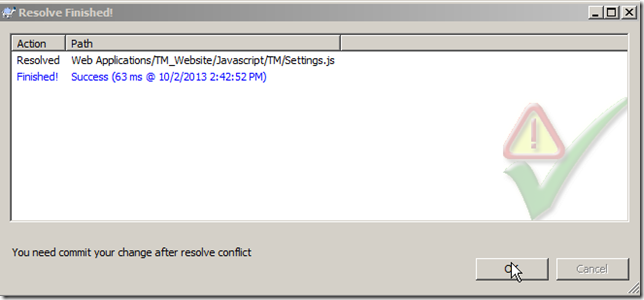 Resolve Finished!
Action Path
Resolved Web Applications/TM_Website/Javascript/TM/Settings.js
Finished! Success (63 ms @ 10/2/2013 2:42:52 PM)
You need commit your change after resolve conflict
Cancel